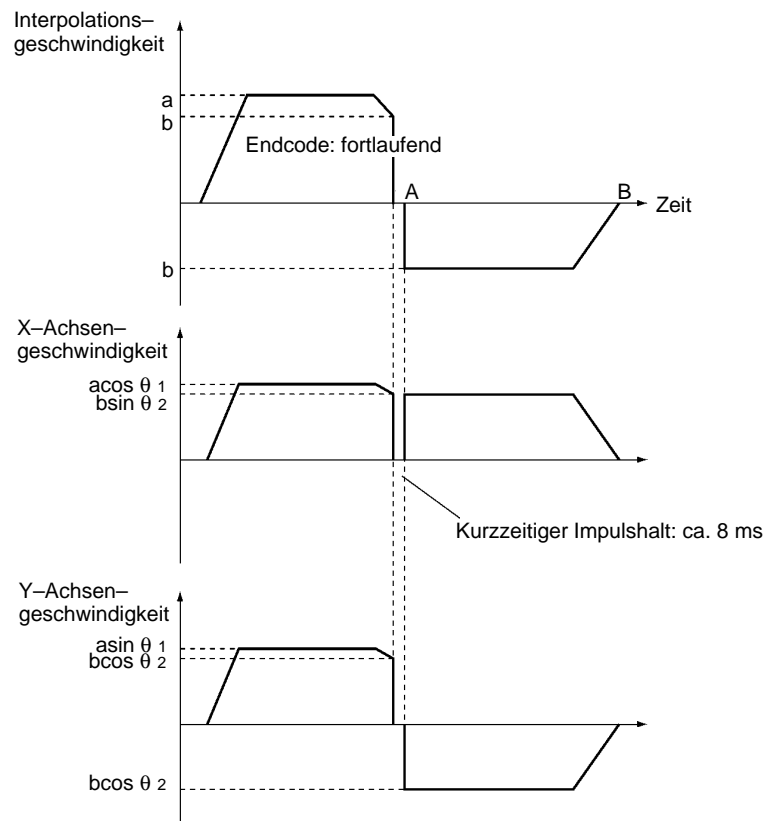 Interpolations–
geschwindigkeit
a
b
Endcode: fortlaufend
A
B
Zeit
b
X–Achsen–
geschwindigkeit
acos θ 1
bsin θ 2
Kurzzeitiger Impulshalt: ca. 8 ms
Y–Achsen–
geschwindigkeit
asin θ 1
bcos θ 2
bcos θ 2